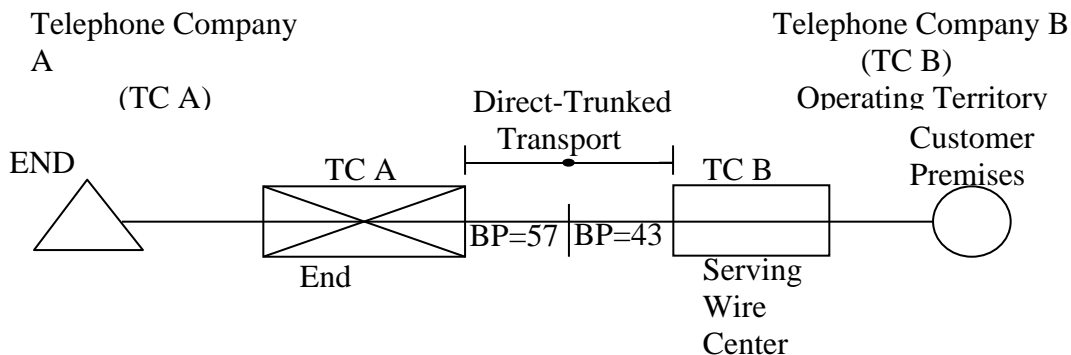 Telephone Company
A
(TC A)
Telephone Company B
(TC B)
Operating Territory
Direct-Trunked
Transport
Customer
Premises
END
TC A
TC B
BP=57
BP=43
End
Serving
Wire
Center